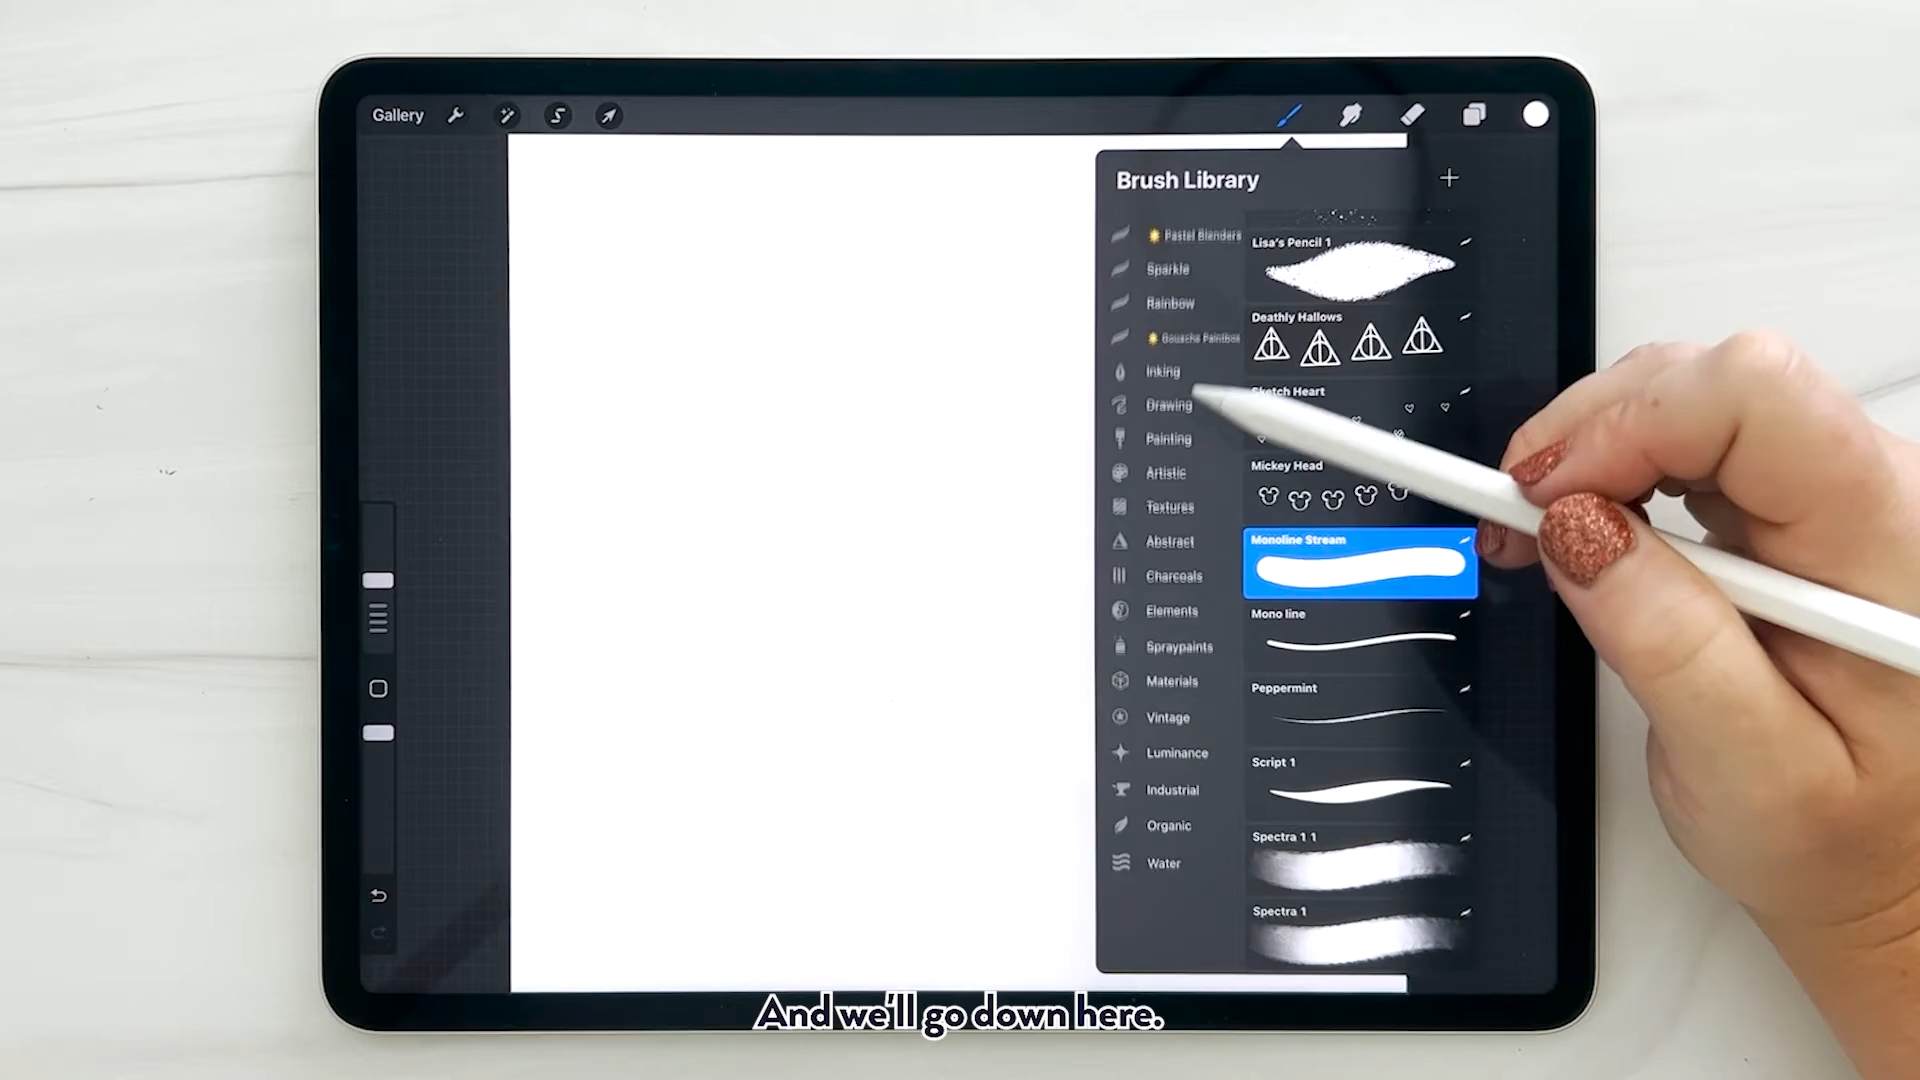 Gallery
Brush Library
Pastel Blenders
Sparkle
Rainbow
Gouache Paintbox
Inking
Drawing
Painting
Artistic
Textures
Abstract
Charcoals
Elements
Spraypaints
Materials
Vintage
Luminance
Industrial
Organic
Water
Lisa's Pencil 1
Deathly Hallows
Sketch Heart
Mickey Head
Monoline Stream
Mono line
Peppermint
Script 1
Spectra 1 1
Spectra 1
And we'll go down here.